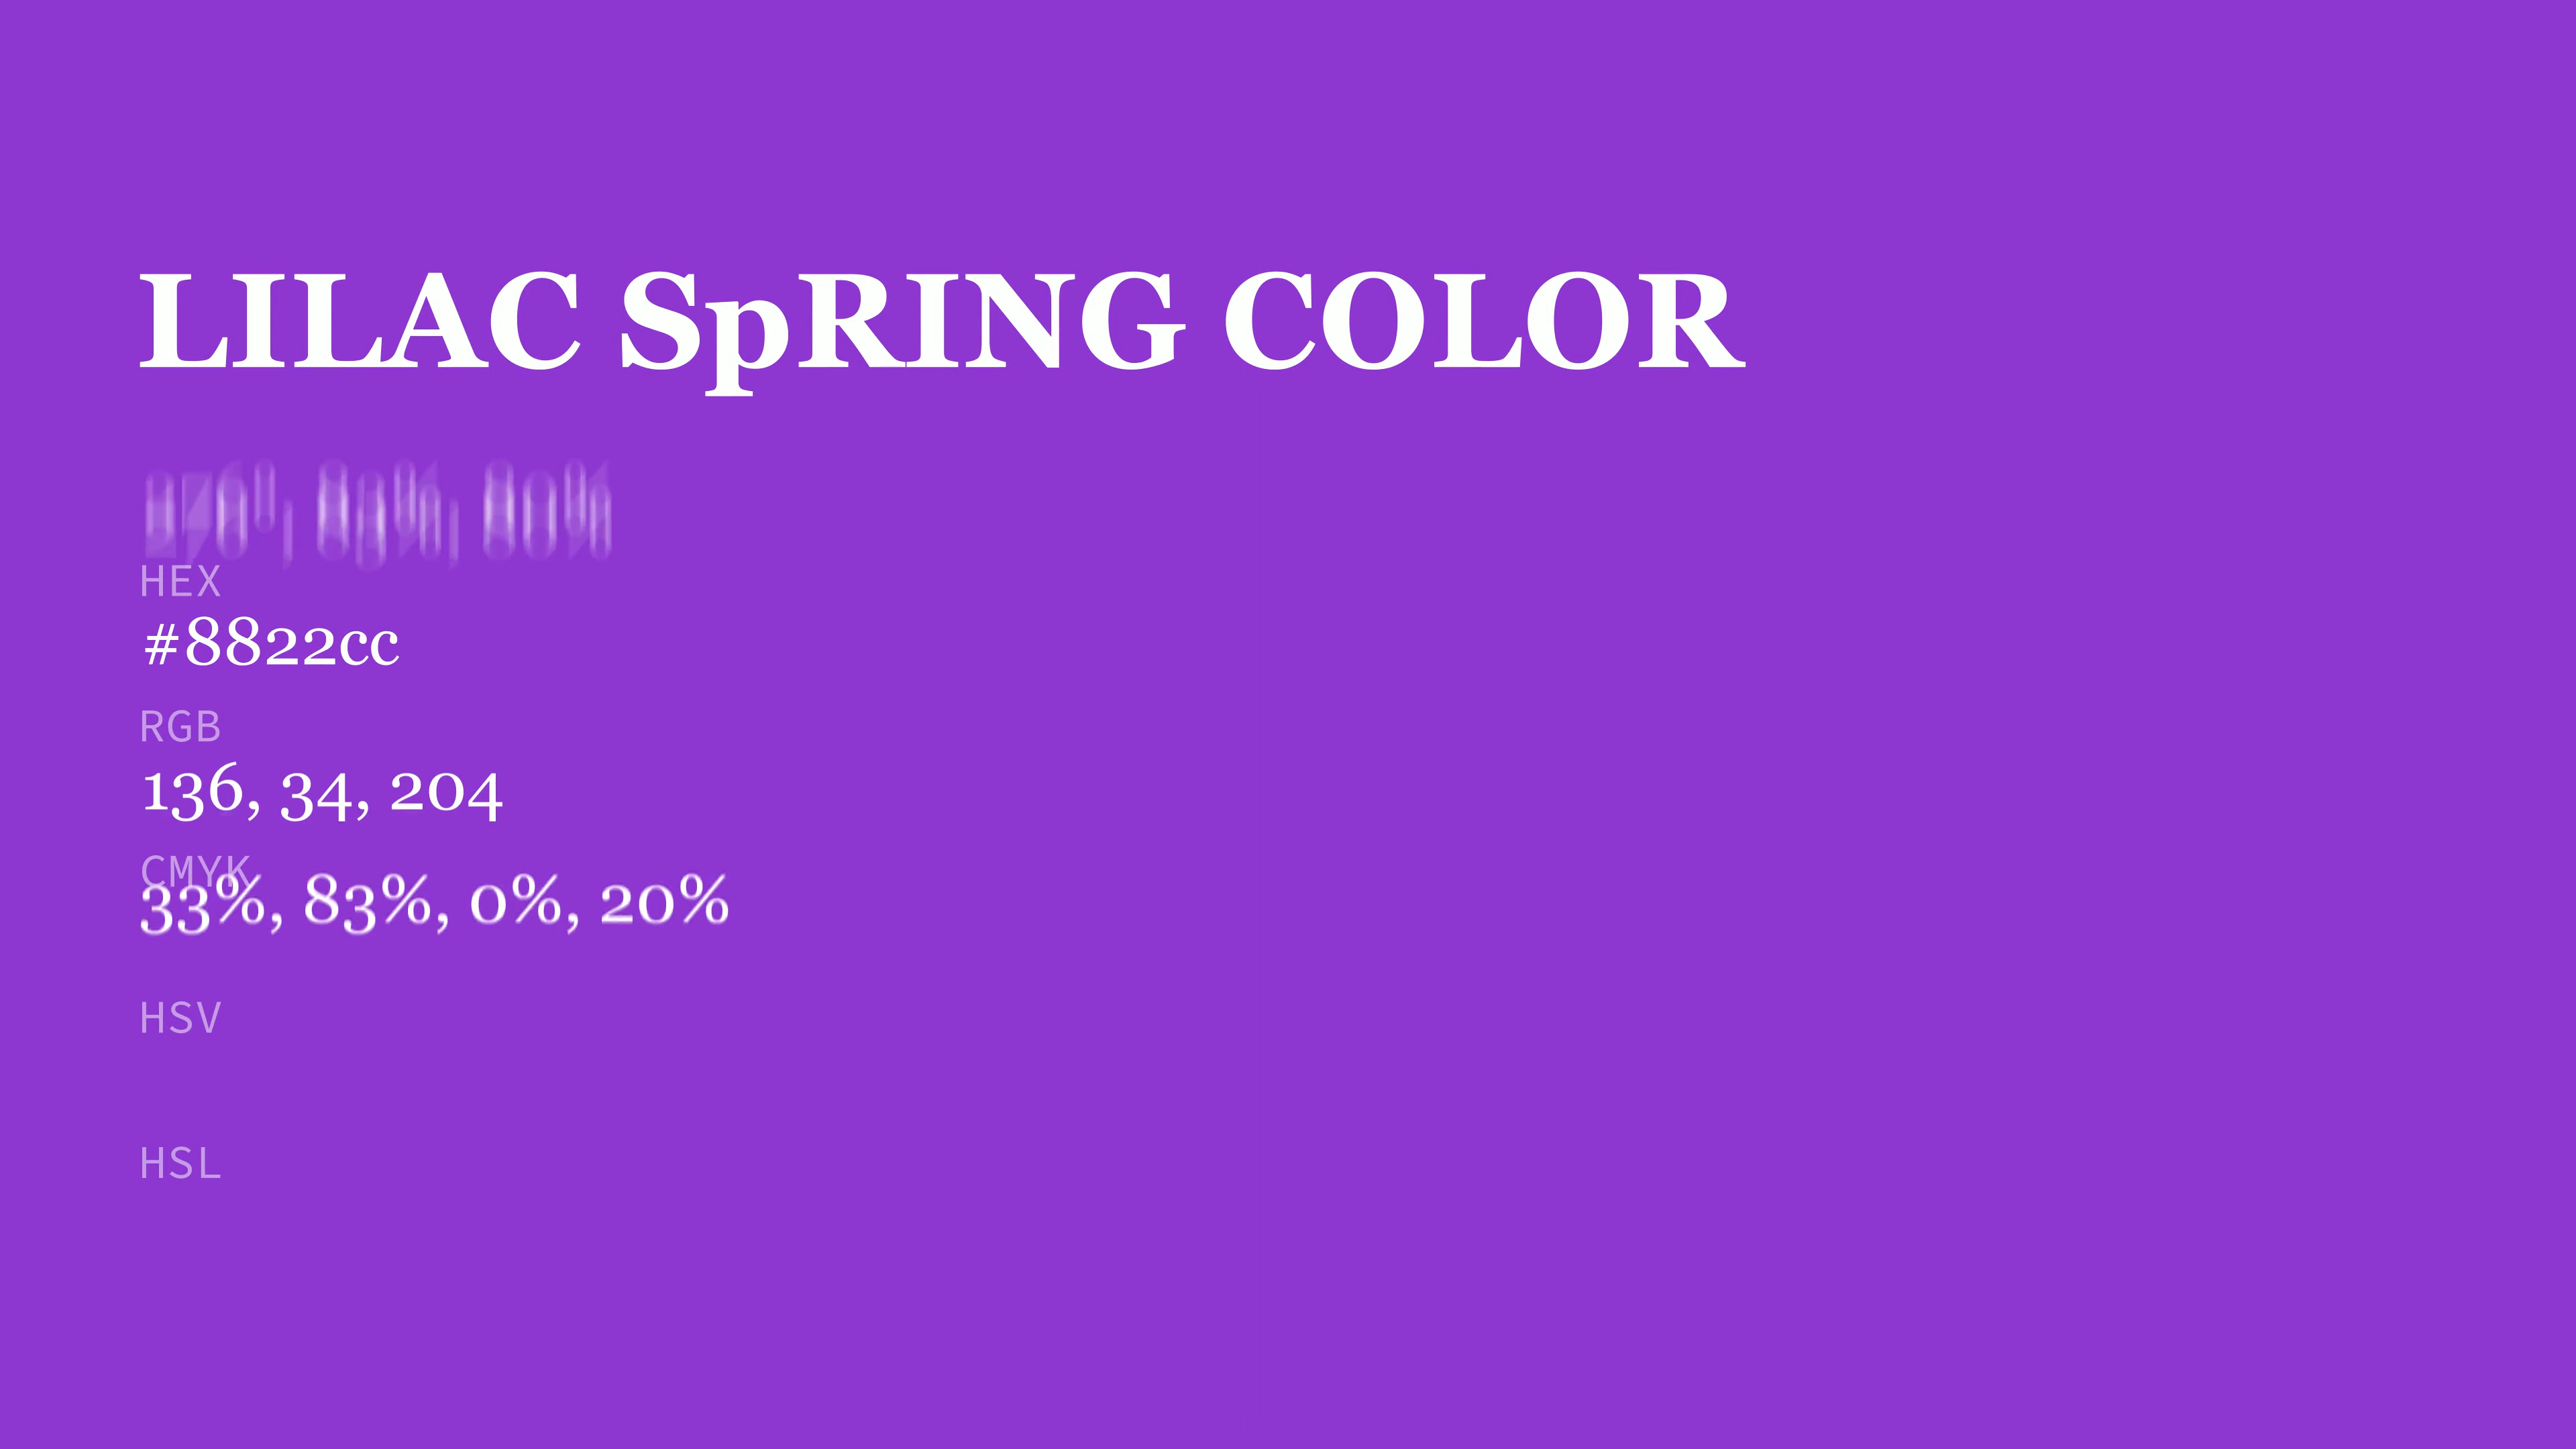 LILAC SpRING COLOR
HEX
#8822cc
RGB
136, 34, 204
CMYK
33%, 83%, 0%, 20%
HSV
HSL